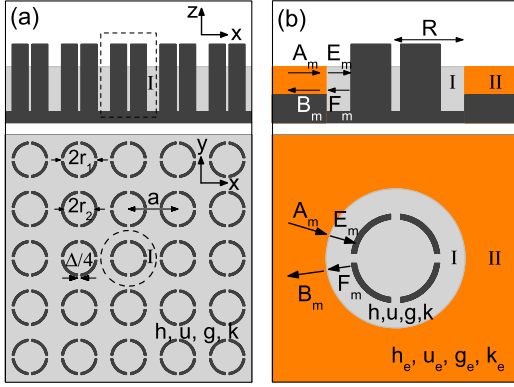 (a)
z
x
I
2r₁
y
x
2r₂
a
Δ/4
I
h, u, g, k
(b)
R
Aₘ
Eₘ
I
II
Bₘ
Fₘ
Aₘ
Eₘ
I
II
Bₘ
Fₘ
h,u,g,k
hₑ, uₑ, gₑ, kₑ